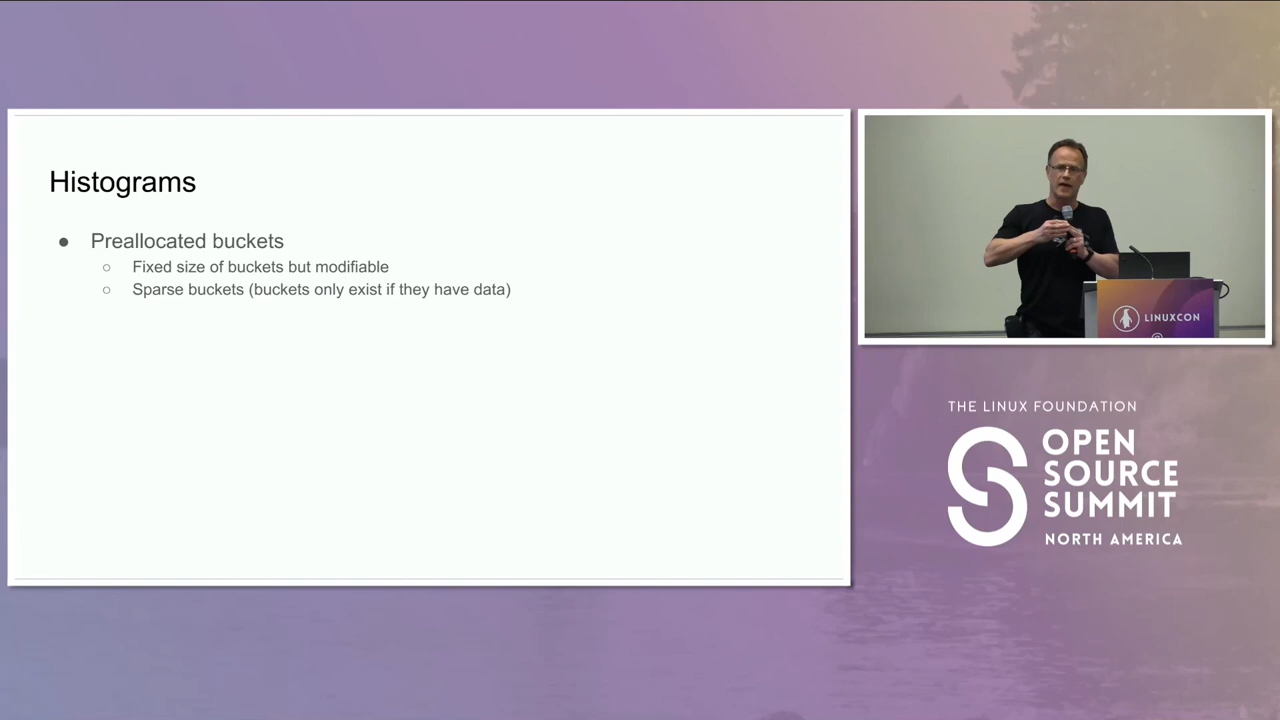 Histograms
● Preallocated buckets
○ Fixed size of buckets but modifiable
○ Sparse buckets (buckets only exist if they have data)
LINUXCON
THE LINUX FOUNDATION
OPEN
SOURCE
SUMMIT
NORTH AMERICA